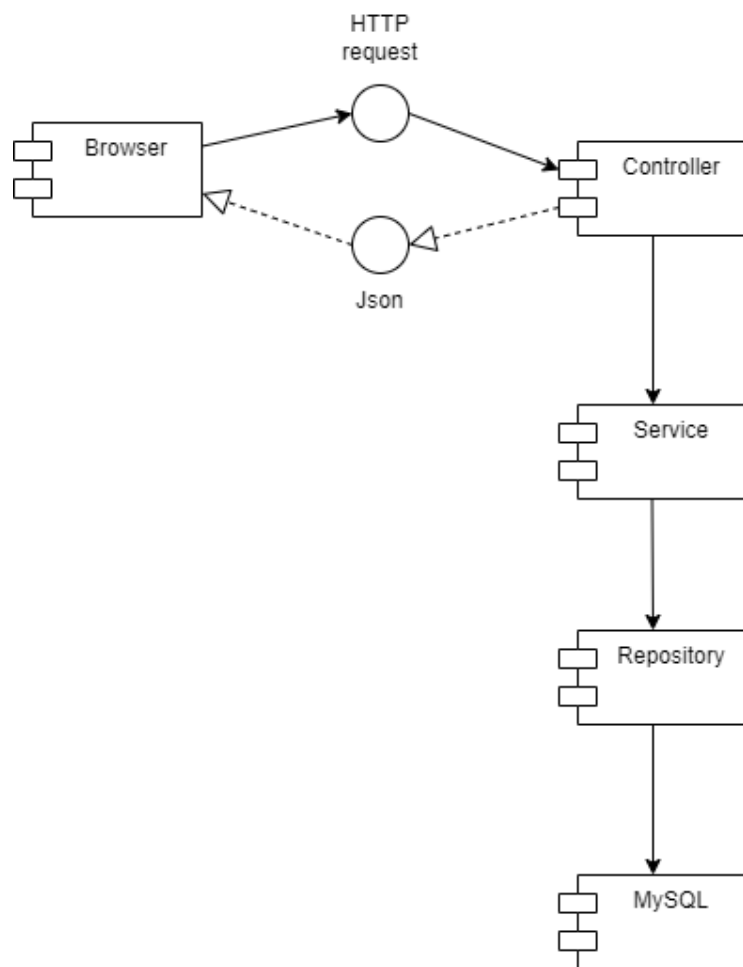 HTTP
request
Browser
Controller
Json
Service
Repository
MySQL